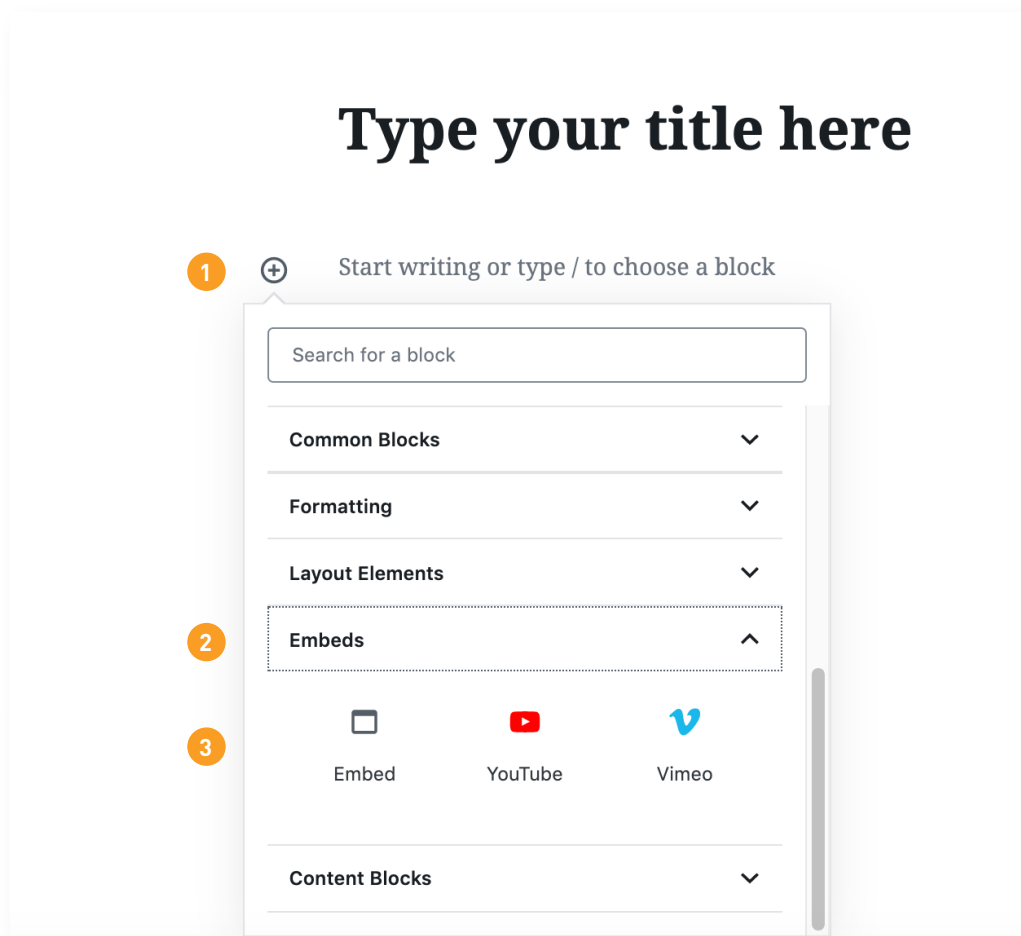 Type your title here
1
Start writing or type / to choose a block
Search for a block
Common Blocks
Formatting
Layout Elements
2
Embeds
3
Embed YouTube Vimeo
Content Blocks